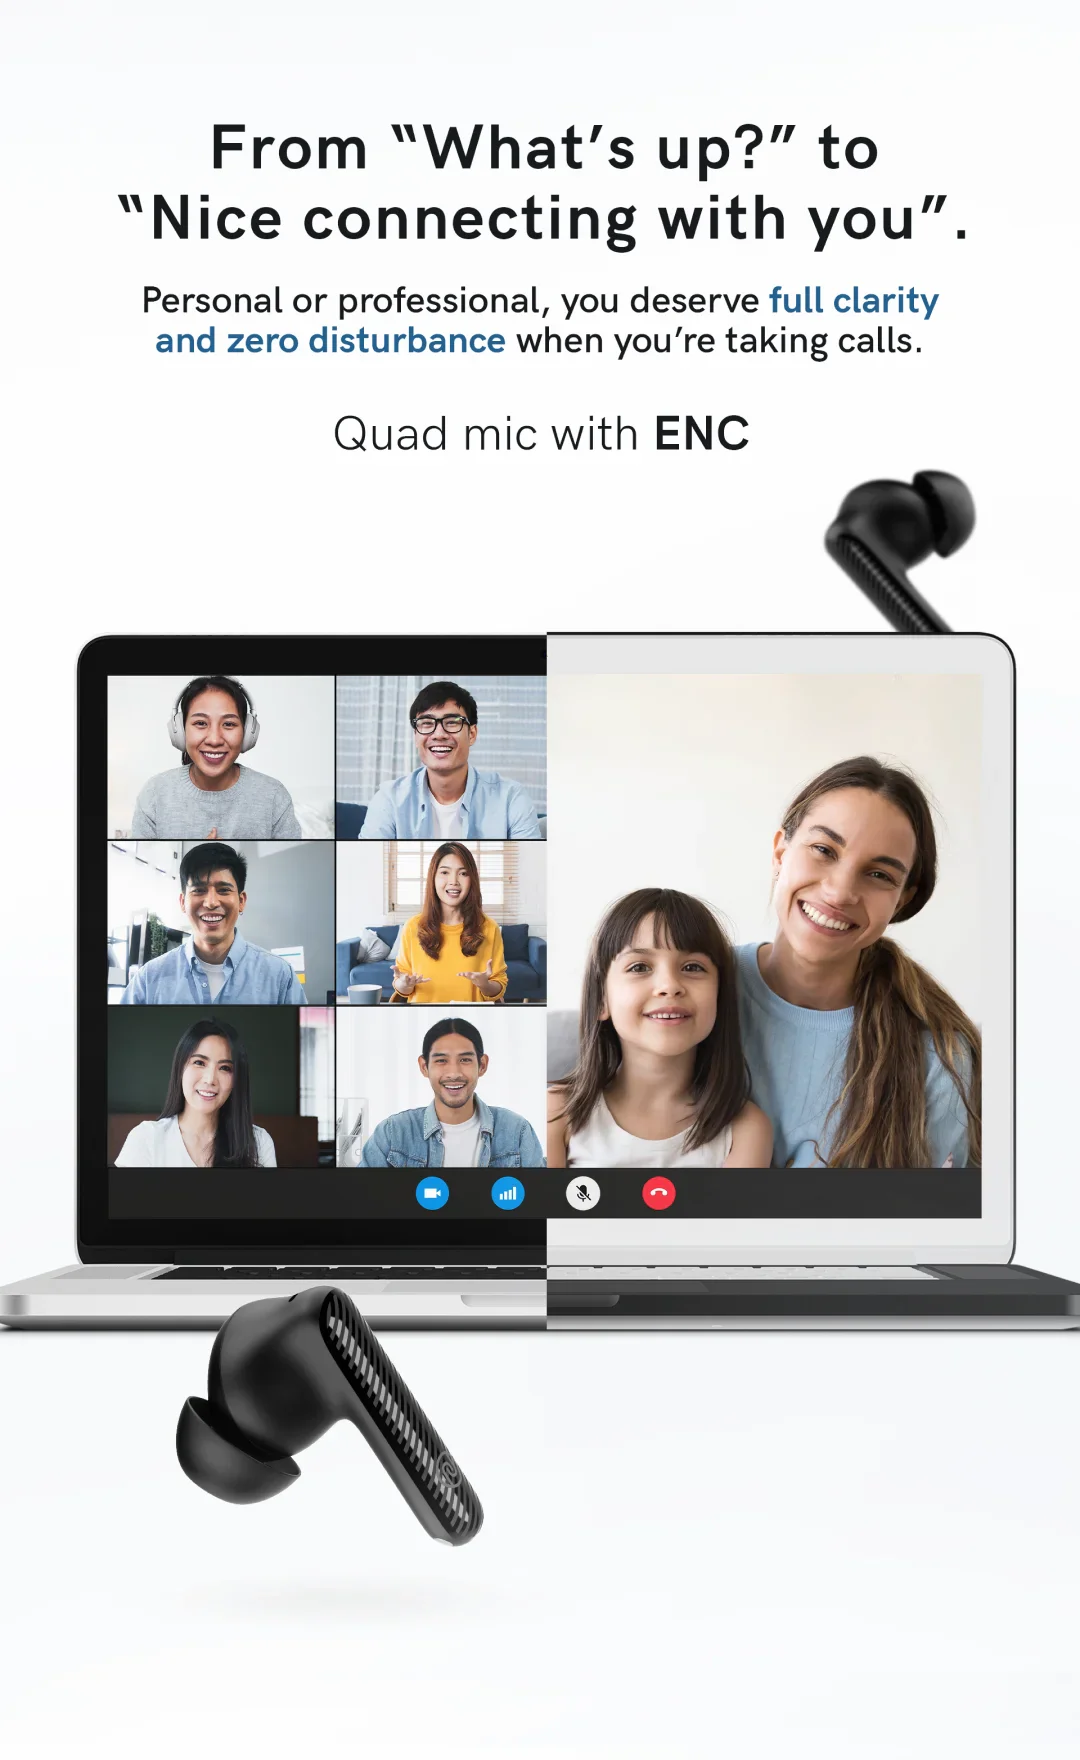 From “What’s up?” to
“Nice connecting with you”.
Personal or professional, you deserve full clarity
and zero disturbance when you’re taking calls.
Quad mic with ENC